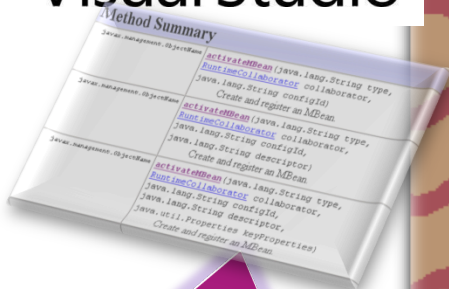 Visual Studio
Method Summary
javax.management.ObjectName
activateMBean(java.lang.String type,
RuntimeCollaborator collaborator,
java.lang.String configId)
Create and register an MBean.
javax.management.ObjectName
activateMBean(java.lang.String type,
RuntimeCollaborator collaborator,
java.lang.String configId,
java.lang.String descriptor)
Create and register an MBean.
javax.management.ObjectName
activateMBean(java.lang.String type,
RuntimeCollaborator collaborator,
java.lang.String configId,
java.lang.String descriptor,
java.util.Properties keyProperties)
Create and register an MBean.